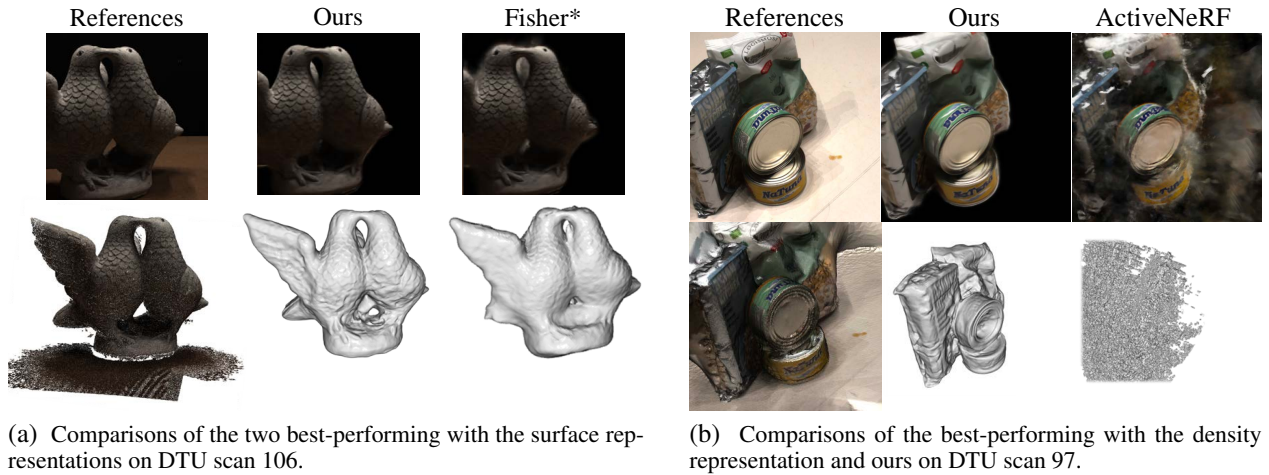 References Ours Fisher*
(a) Comparisons of the two best-performing with the surface rep-
resentations on DTU scan 106.
References Ours ActiveNeRF
NaTuna
(b) Comparisons of the best-performing with the density
representation and ours on DTU scan 97.